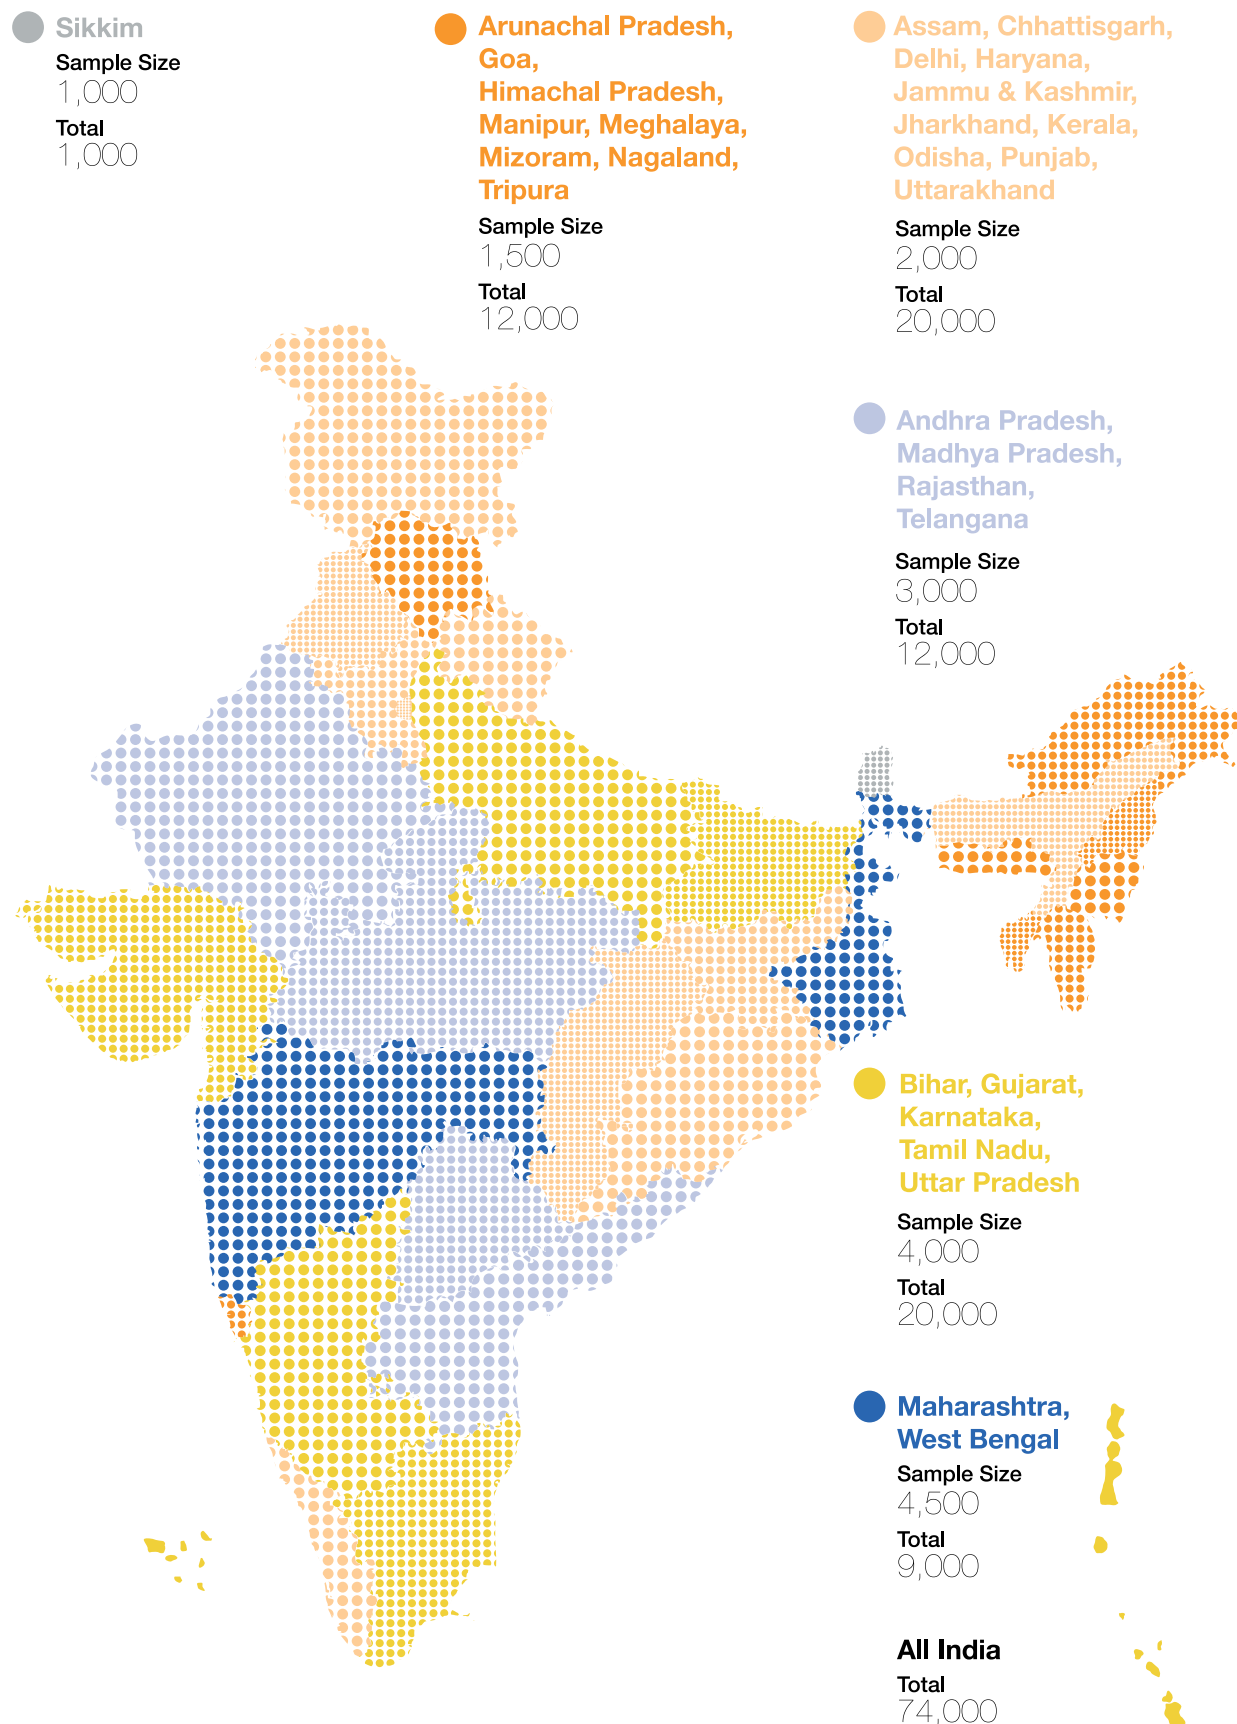 Sikkim
Sample Size
1,000
Total
1,000
Arunachal Pradesh,
Goa,
Himachal Pradesh,
Manipur, Meghalaya,
Mizoram, Nagaland,
Tripura
Sample Size
1,500
Total
12,000
Assam, Chhattisgarh,
Delhi, Haryana,
Jammu & Kashmir,
Jharkhand, Kerala,
Odisha, Punjab,
Uttarakhand
Sample Size
2,000
Total
20,000
Andhra Pradesh,
Madhya Pradesh,
Rajasthan,
Telangana
Sample Size
3,000
Total
12,000
Bihar, Gujarat,
Karnataka,
Tamil Nadu,
Uttar Pradesh
Sample Size
4,000
Total
20,000
Maharashtra,
West Bengal
Sample Size
4,500
Total
9,000
All India
Total
74,000